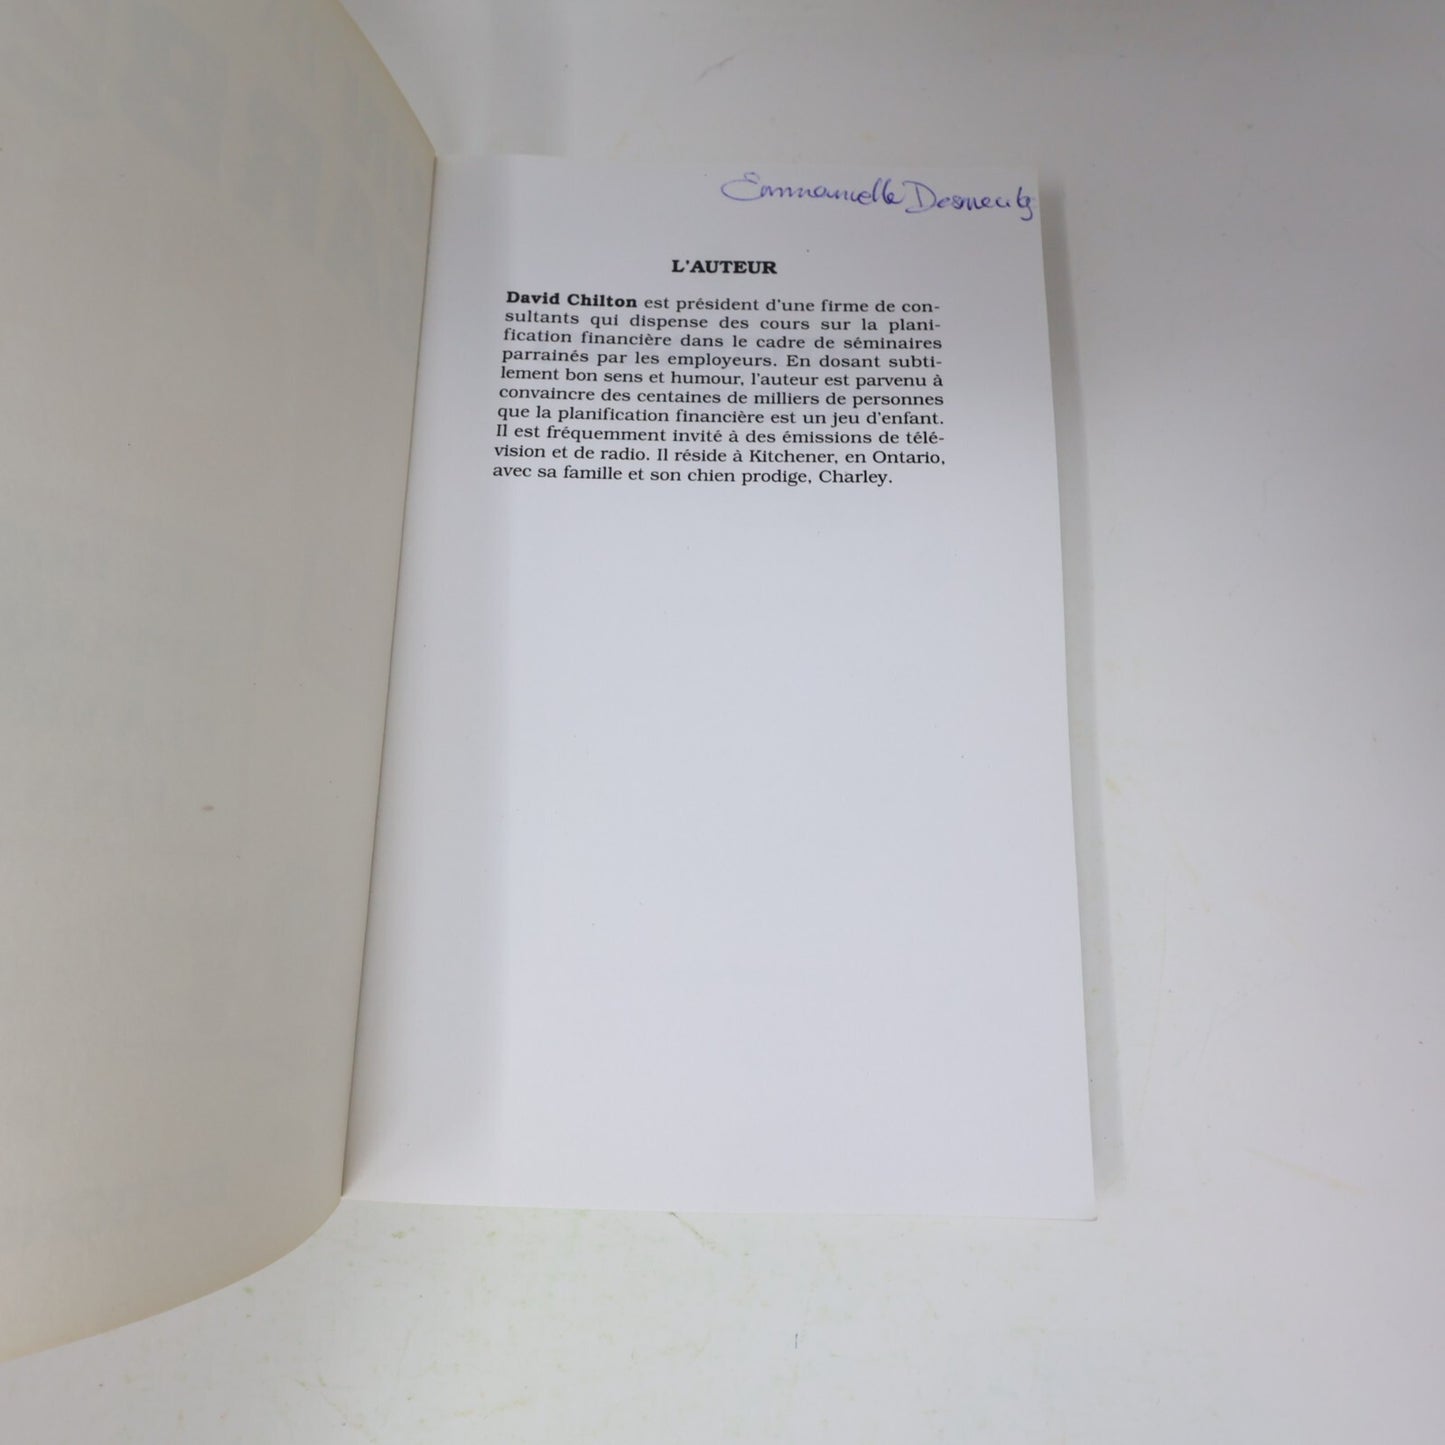 Emmanuelle
L'AUTEUR
David Chilton est président d'une firme de con-
sultants qui dispense des cours sur la plani-
fication financière dans le cadre de séminaires
parrainés par les employeurs. En dosant subti-
lement bon sens et humour, l'auteur est parvenu à
convaincre des centaines de milliers de personnes
que la planification financière est un jeu d'enfant.
Il est fréquemment invité à des émissions de télé-
vision et de radio. Il réside à Kitchener, en Ontario,
avec sa famille et son chien prodige, Charley.